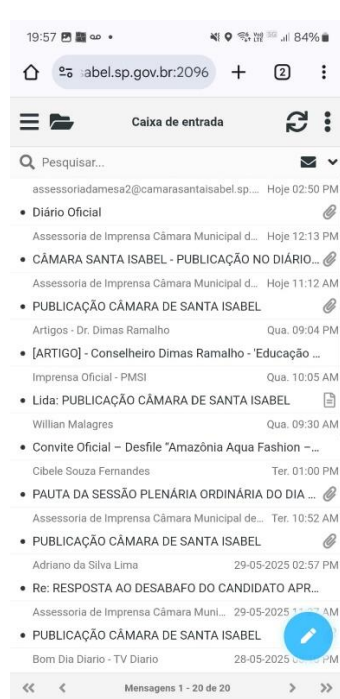 19:57 84%
abel.sp.gov.br:2096 2
Caixa de entrada
Pesquisar...
assessoriadamesa2@camarasantaisabel.sp.... Hoje 02:50 PM
• Diário Oficial
Assessoria de Imprensa Câmara Municipal d... Hoje 12:13 PM
• CÂMARA SANTA ISABEL - PUBLICAÇÃO NO DIÁRIO...
Assessoria de Imprensa Câmara Municipal d... Hoje 11:12 AM
• PUBLICAÇÃO CÂMARA DE SANTA ISABEL
Artigos - Dr. Dimas Ramalho Qua. 09:04 PM
• [ARTIGO] - Conselheiro Dimas Ramalho - 'Educação ...
Imprensa Oficial - PMSI Qua. 10:05 AM
• Lida: PUBLICAÇÃO CÂMARA DE SANTA ISABEL
Willian Malagres Qua. 09:30 AM
• Convite Oficial – Desfile "Amazônia Aqua Fashion –...
Cibele Souza Fernandes Ter. 01:00 PM
• PAUTA DA SESSÃO PLENÁRIA ORDINÁRIA DO DIA ...
Assessoria de Imprensa Câmara Municipal de... Ter. 10:52 AM
• PUBLICAÇÃO CÂMARA DE SANTA ISABEL
Adriano da Silva Lima 29-05-2025 02:57 PM
• Re: RESPOSTA AO DESABAFO DO CANDIDATO APR...
Assessoria de Imprensa Câmara Muni... 29-05-2025 AM
• PUBLICAÇÃO CÂMARA DE SANTA ISABEL
Bom Dia Diario - TV Diario 28-05-2025 PM
Mensagens 1 - 20 de 20